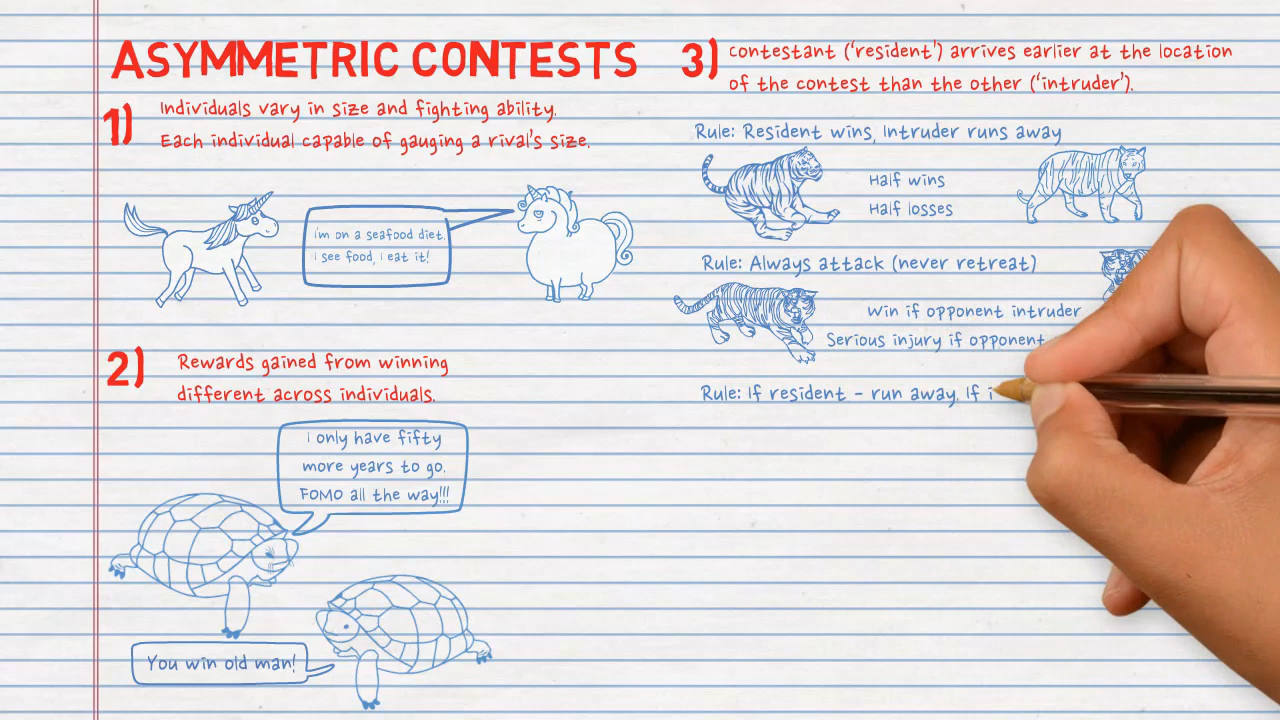 ASYMMETRIC CONTESTS
1)
Individuals vary in size and fighting ability.
Each individual capable of gauging a rival's size.
i'm on a seafood diet.
i see food, i eat it!
2)
Rewards gained from winning
different across individuals.
i only have fifty
more years to go.
FOMO all the way!!!
You win old man!
3)
contestant ('resident') arrives earlier at the location
of the contest than the other ('intruder').
Rule: Resident wins, Intruder runs away
Half wins
Half losses
Rule: Always attack (never retreat)
Win if opponent intruder
Serious injury if opponent
Rule: If resident - run away. If i